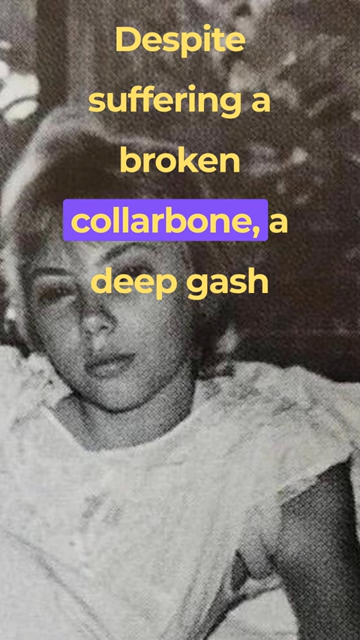 Despite
suffering a
broken
collarbone, a
deep gash